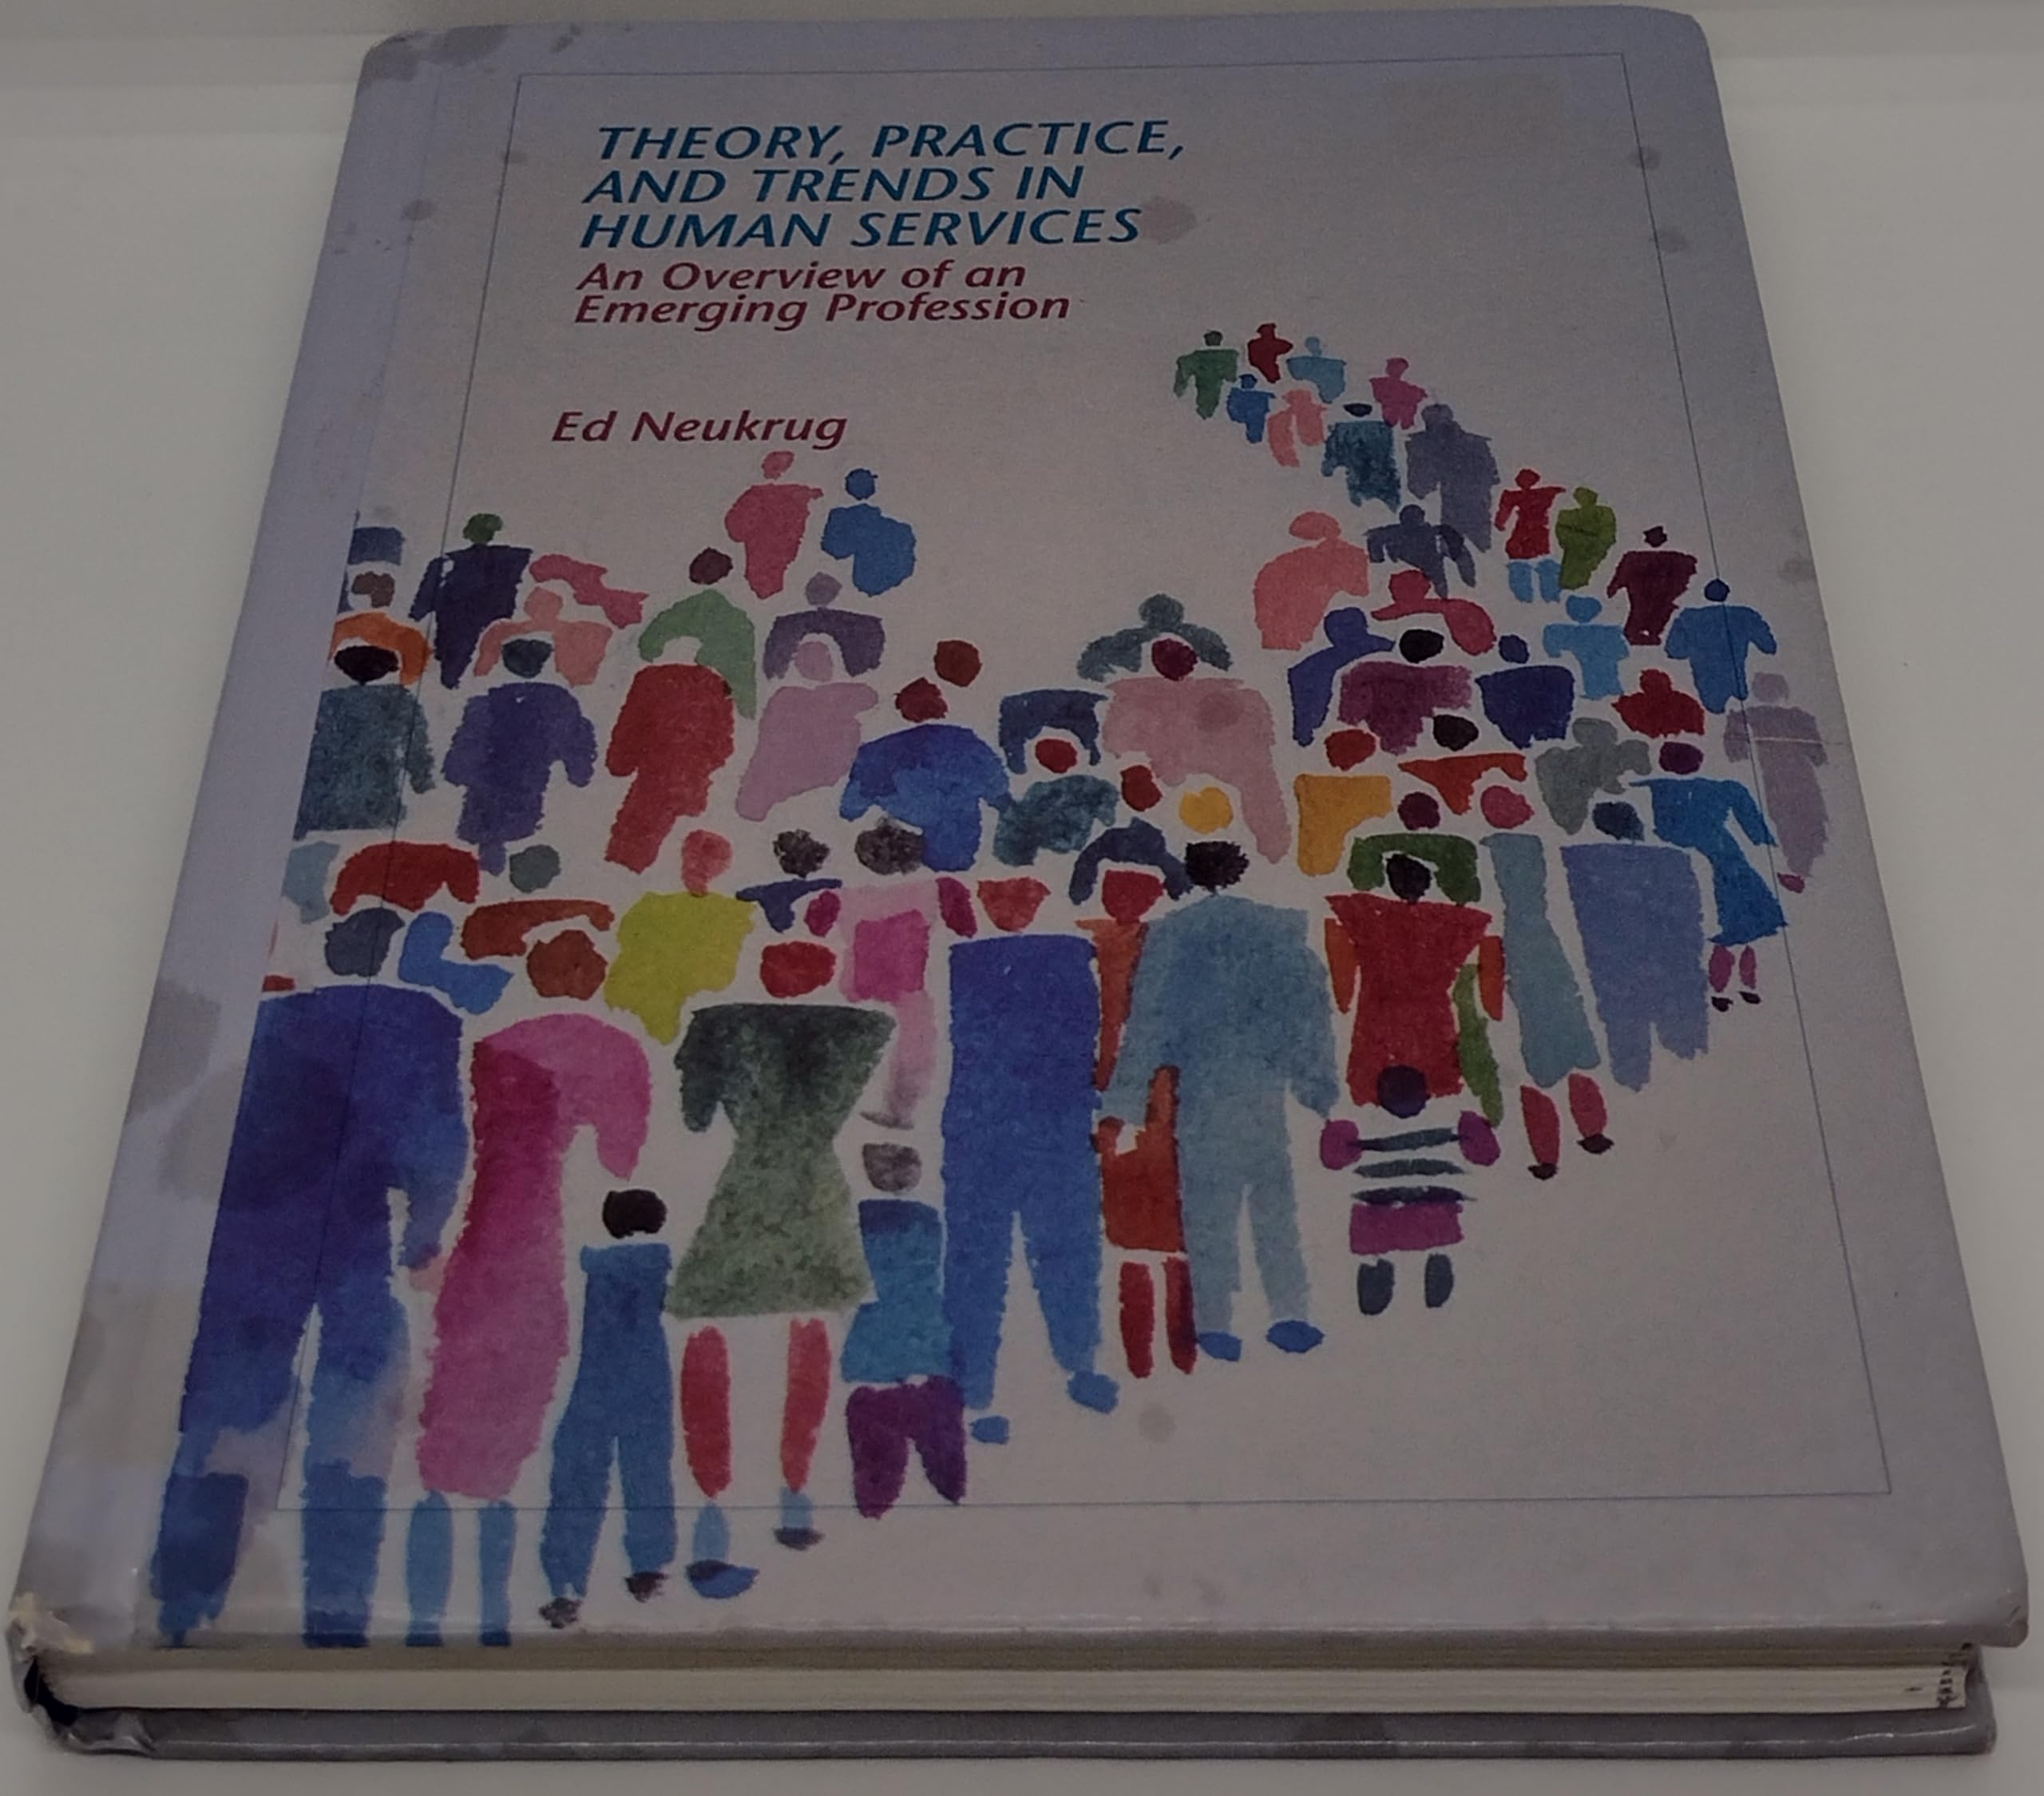 THEORY, PRACTICE,
AND TRENDS IN
HUMAN SERVICES
An Overview of an
Emerging Profession
Ed Neukrug